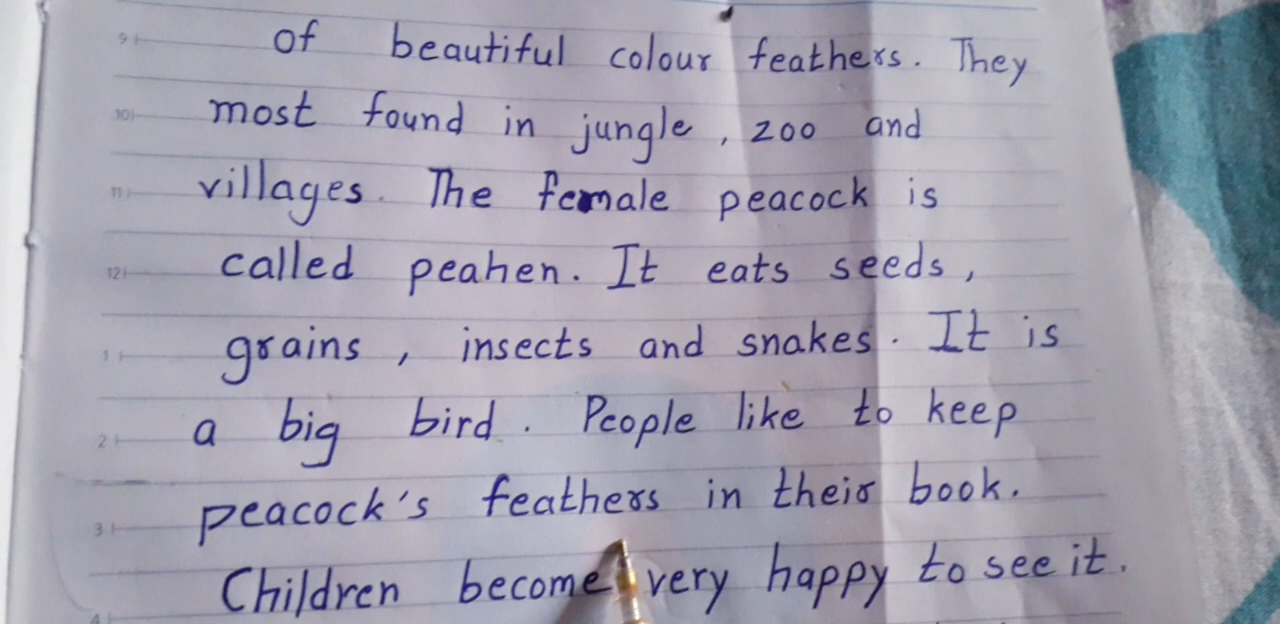 of beautiful colour feathers. They
most found in jungle, zoo and
villages. The female peacock is
called peahen. It eats seeds,
grains, insects and snakes. It is
a big bird. People like to keep
peacock's feathers in their book.
Children become very happy to see it.